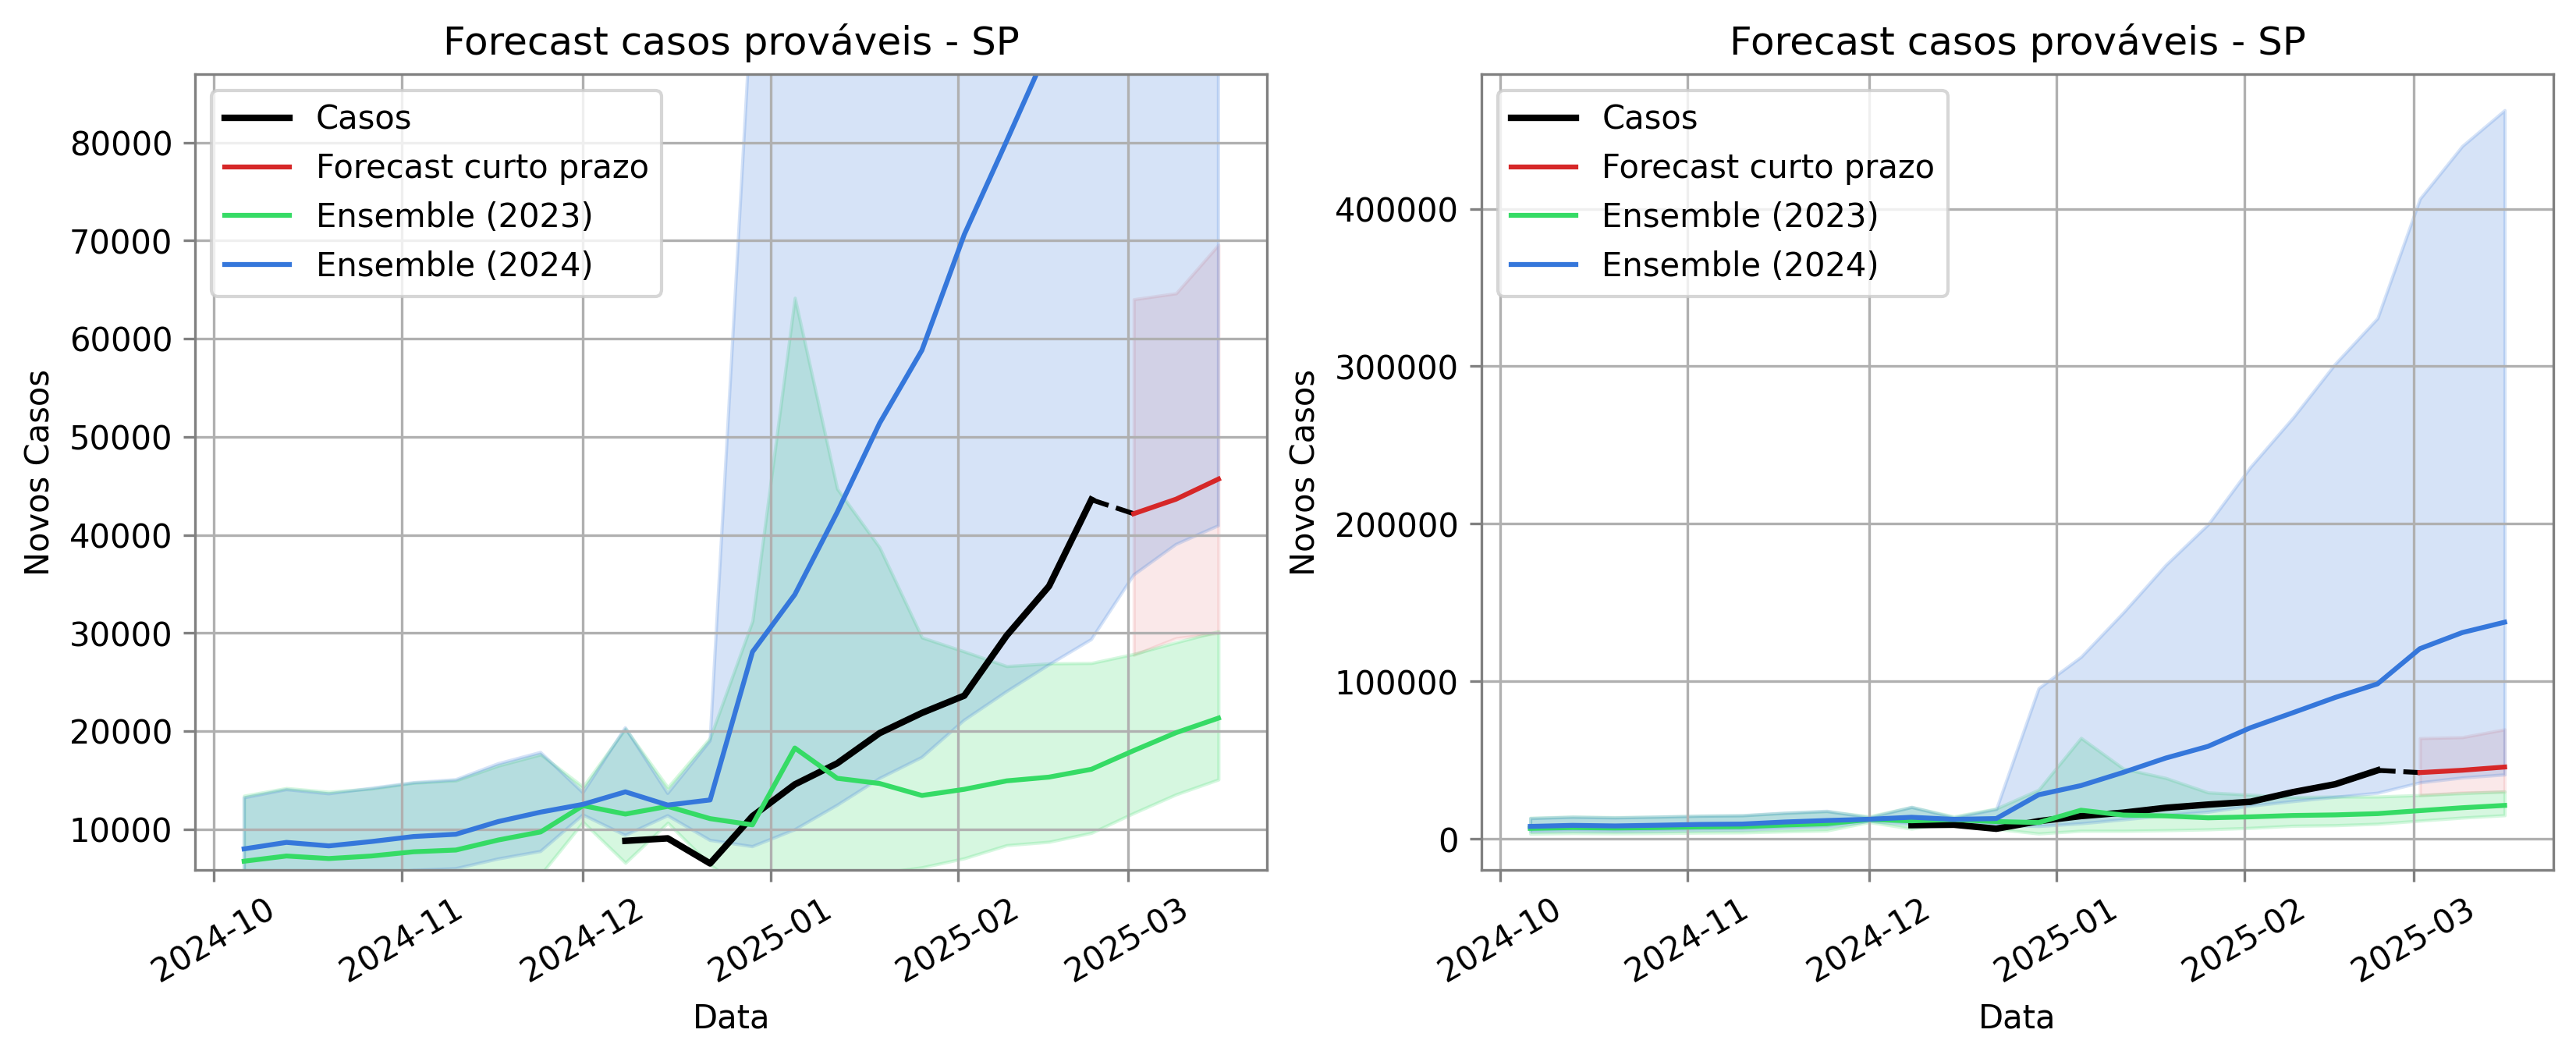 Forecast casos prováveis - SP
Casos
Forecast curto prazo
Ensemble (2023)
Ensemble (2024)
80000
70000
60000
50000
40000
30000
20000
10000
Novos Casos
2024-10
2024-11
2024-12
2025-01
2025-02
2025-03
Data
Forecast casos prováveis - SP
Casos
Forecast curto prazo
Ensemble (2023)
Ensemble (2024)
400000
300000
200000
100000
0
Novos Casos
2024-10
2024-11
2024-12
2025-01
2025-02
2025-03
Data